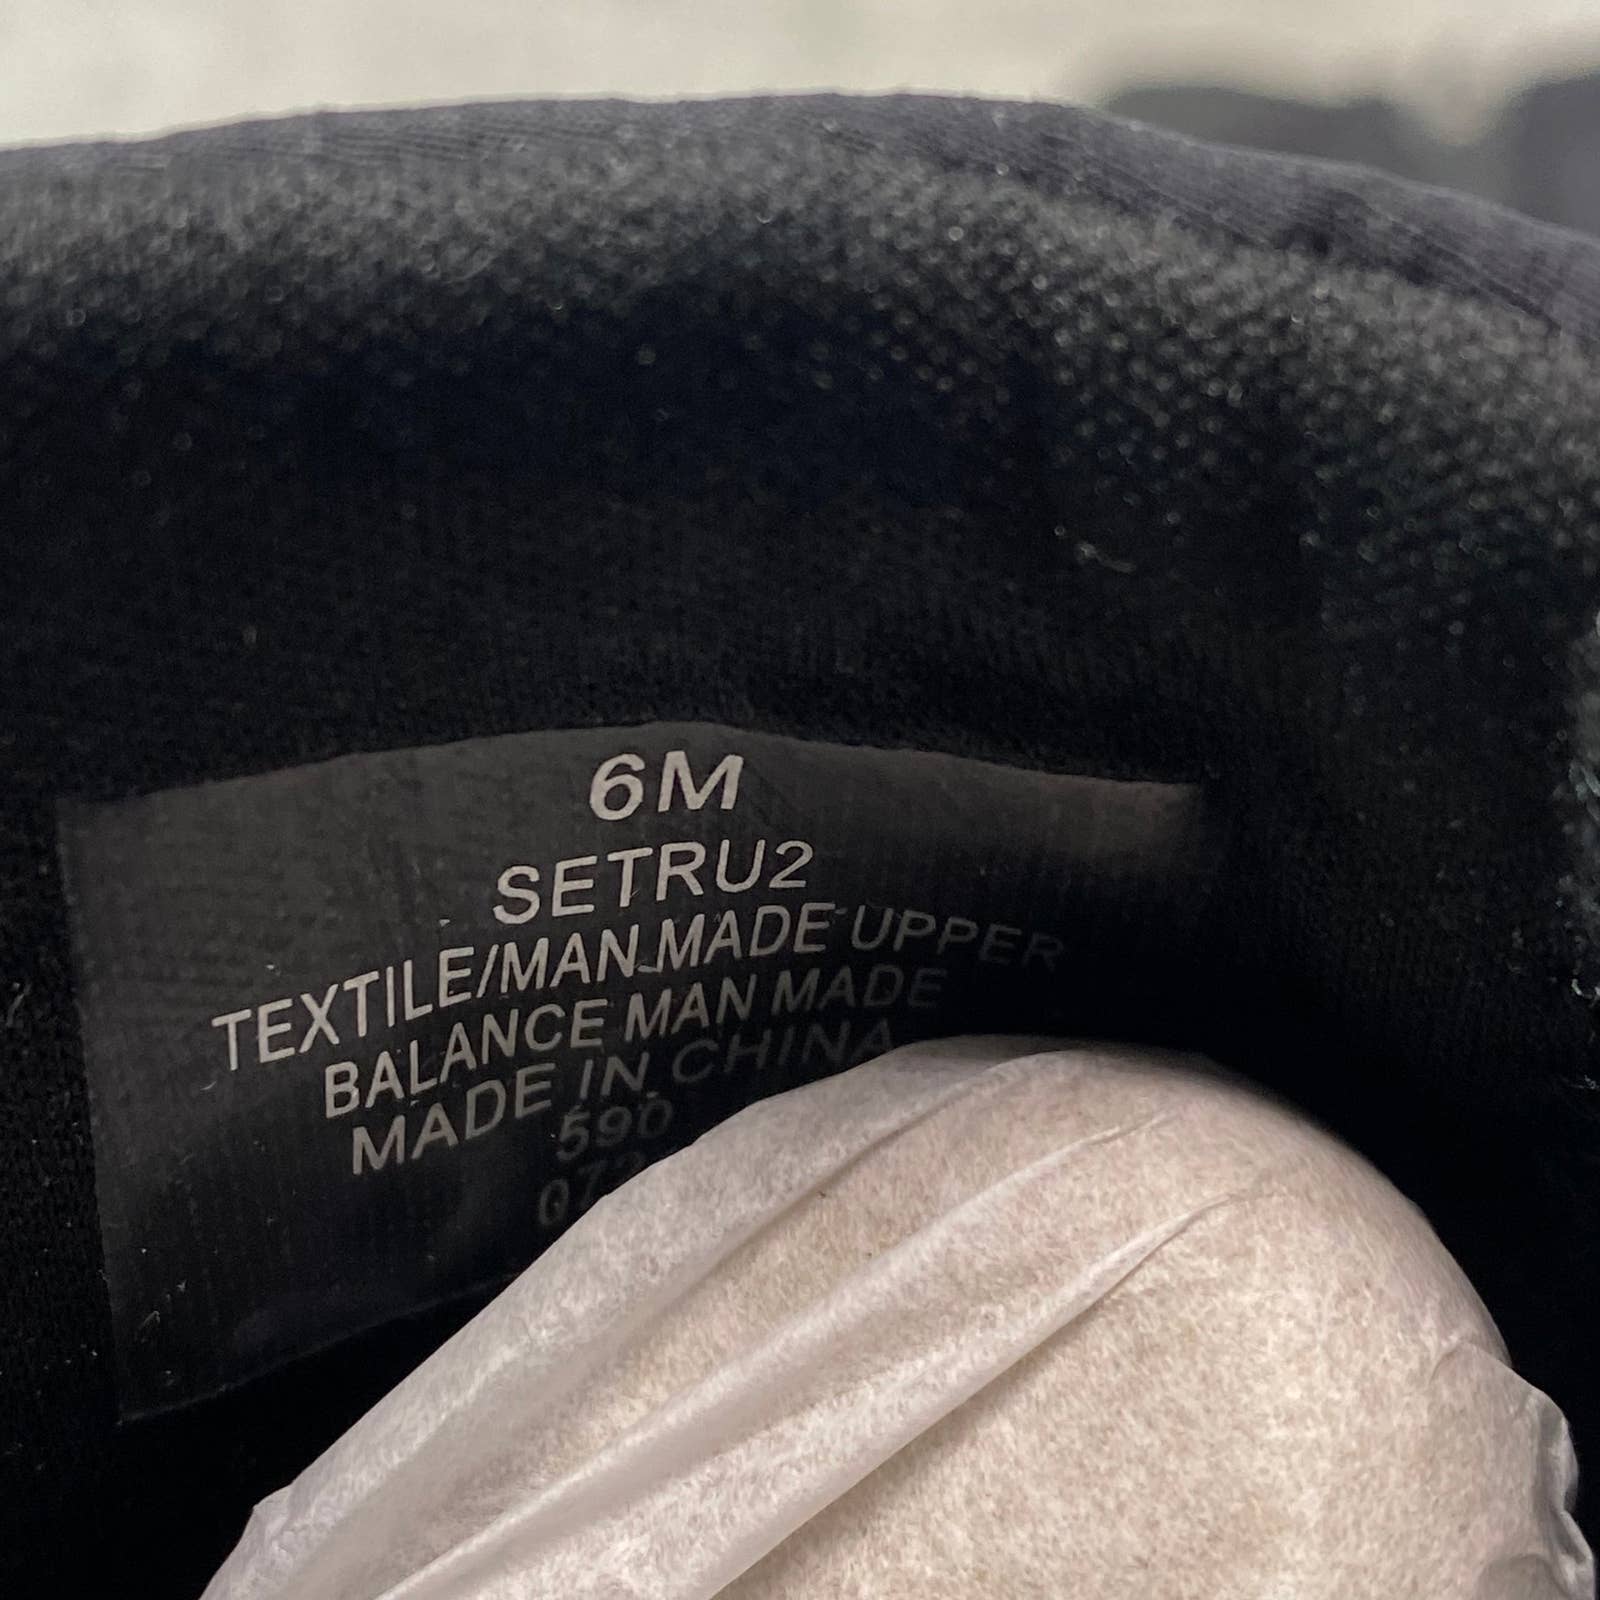 6M
SETRU2
TEXTILE/MAN MADE UPPER
BALANCE MAN MADE
MADE IN CHINA
590